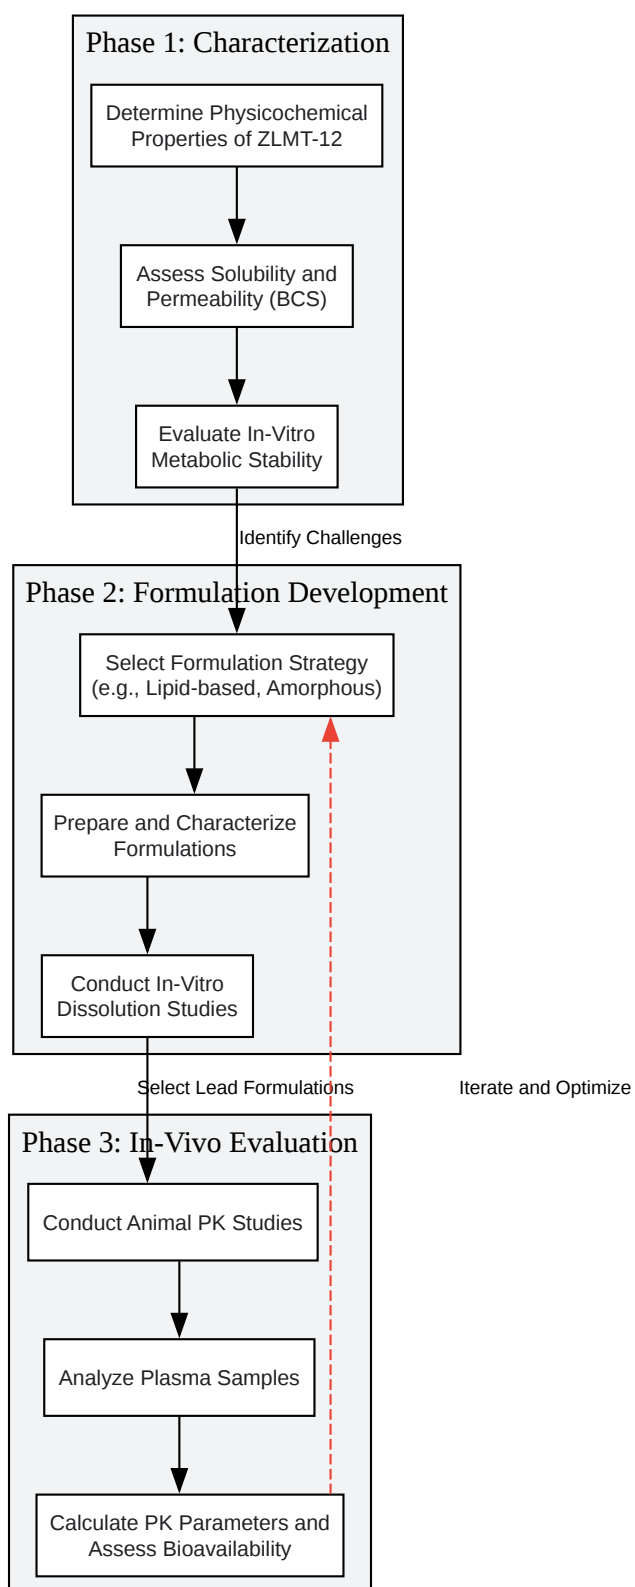 Phase 1: Characterization
Determine Physicochemical
Properties of ZLMT-12
Assess Solubility and
Permeability (BCS)
Evaluate In-Vitro
Metabolic Stability
Identify Challenges
Phase 2: Formulation Development
Select Formulation Strategy
(e.g., Lipid-based, Amorphous)
Prepare and Characterize
Formulations
Conduct In-Vitro
Dissolution Studies
Select Lead Formulations
Iterate and Optimize
Phase 3: In-Vivo Evaluation
Conduct Animal PK Studies
Analyze Plasma Samples
Calculate PK Parameters and
Assess Bioavailability